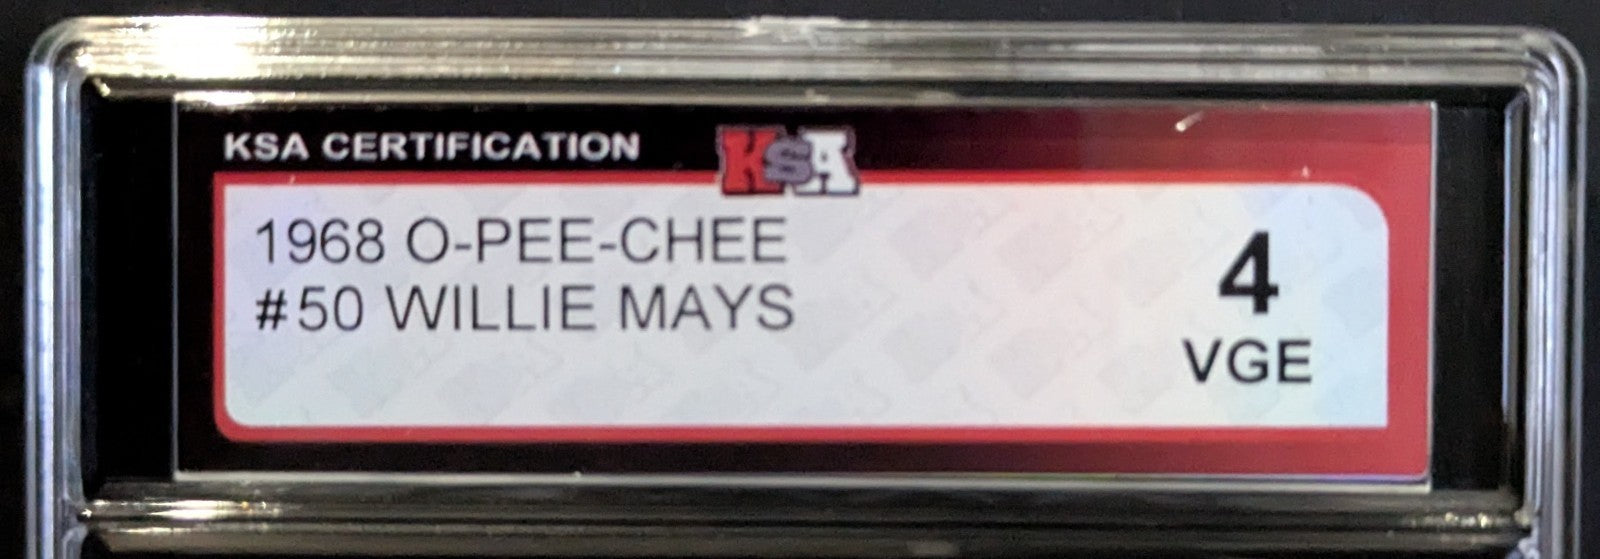 KSA CERTIFICATION KSA
1968 O-PEE-CHEE
#50 WILLIE MAYS
4
VGE